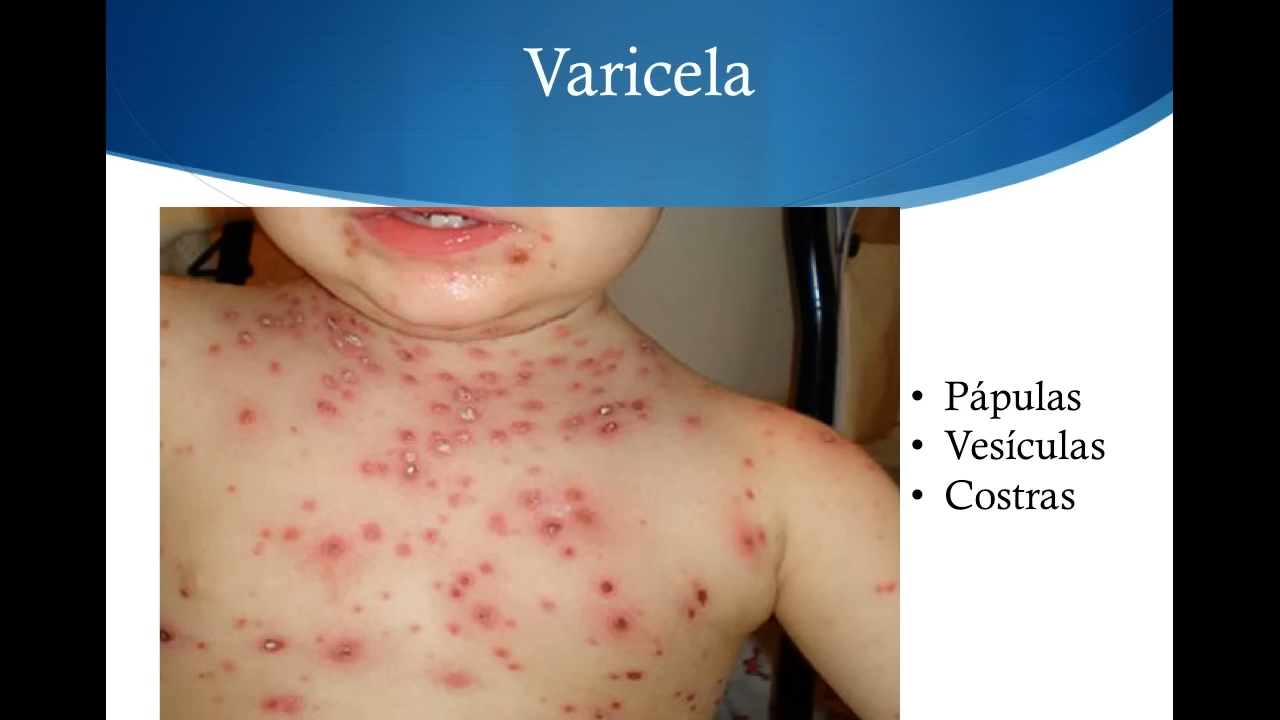 Varicela
• Pápulas
• Vesículas
• Costras